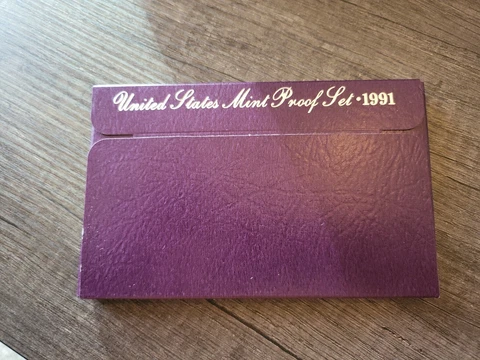 United States Mint Proof Set • 1991